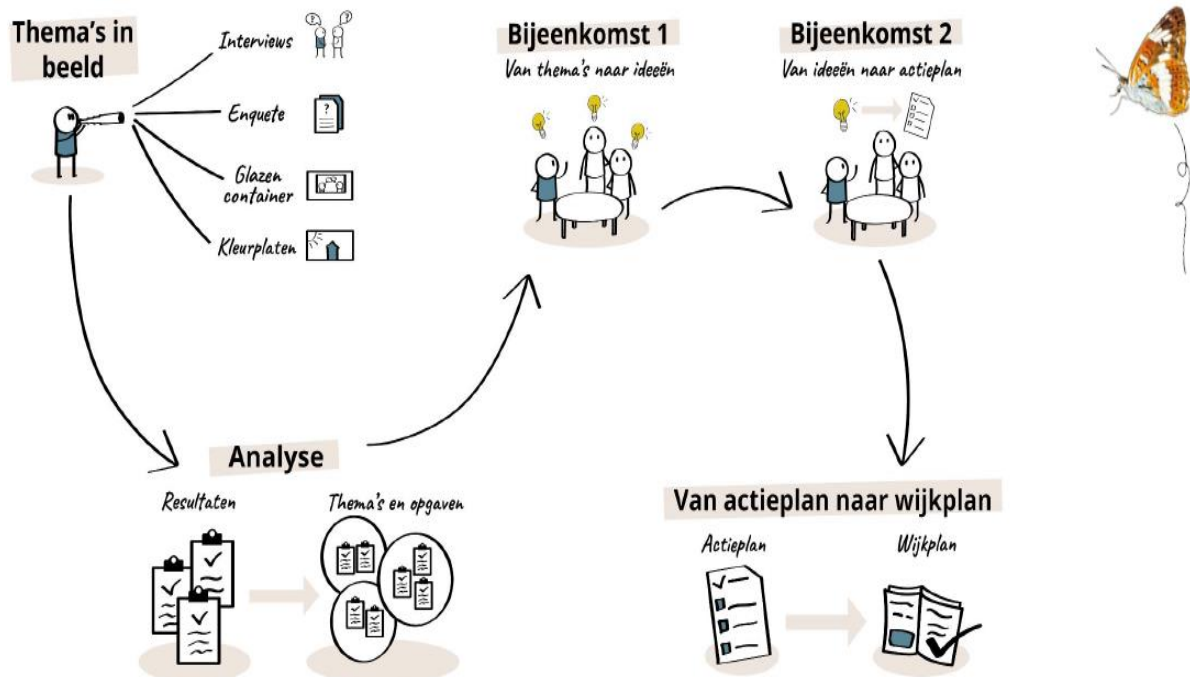 Thema's in
beeld
Interviews
Enquete
Glazen
container
Kleurplaten
Bijeenkomst 1
Van thema's naar ideeën
Bijeenkomst 2
Van ideeën naar actieplan
Analyse
Resultaten
Thema's en opgaven
Van actieplan naar wijkplan
Actieplan
Wijkplan